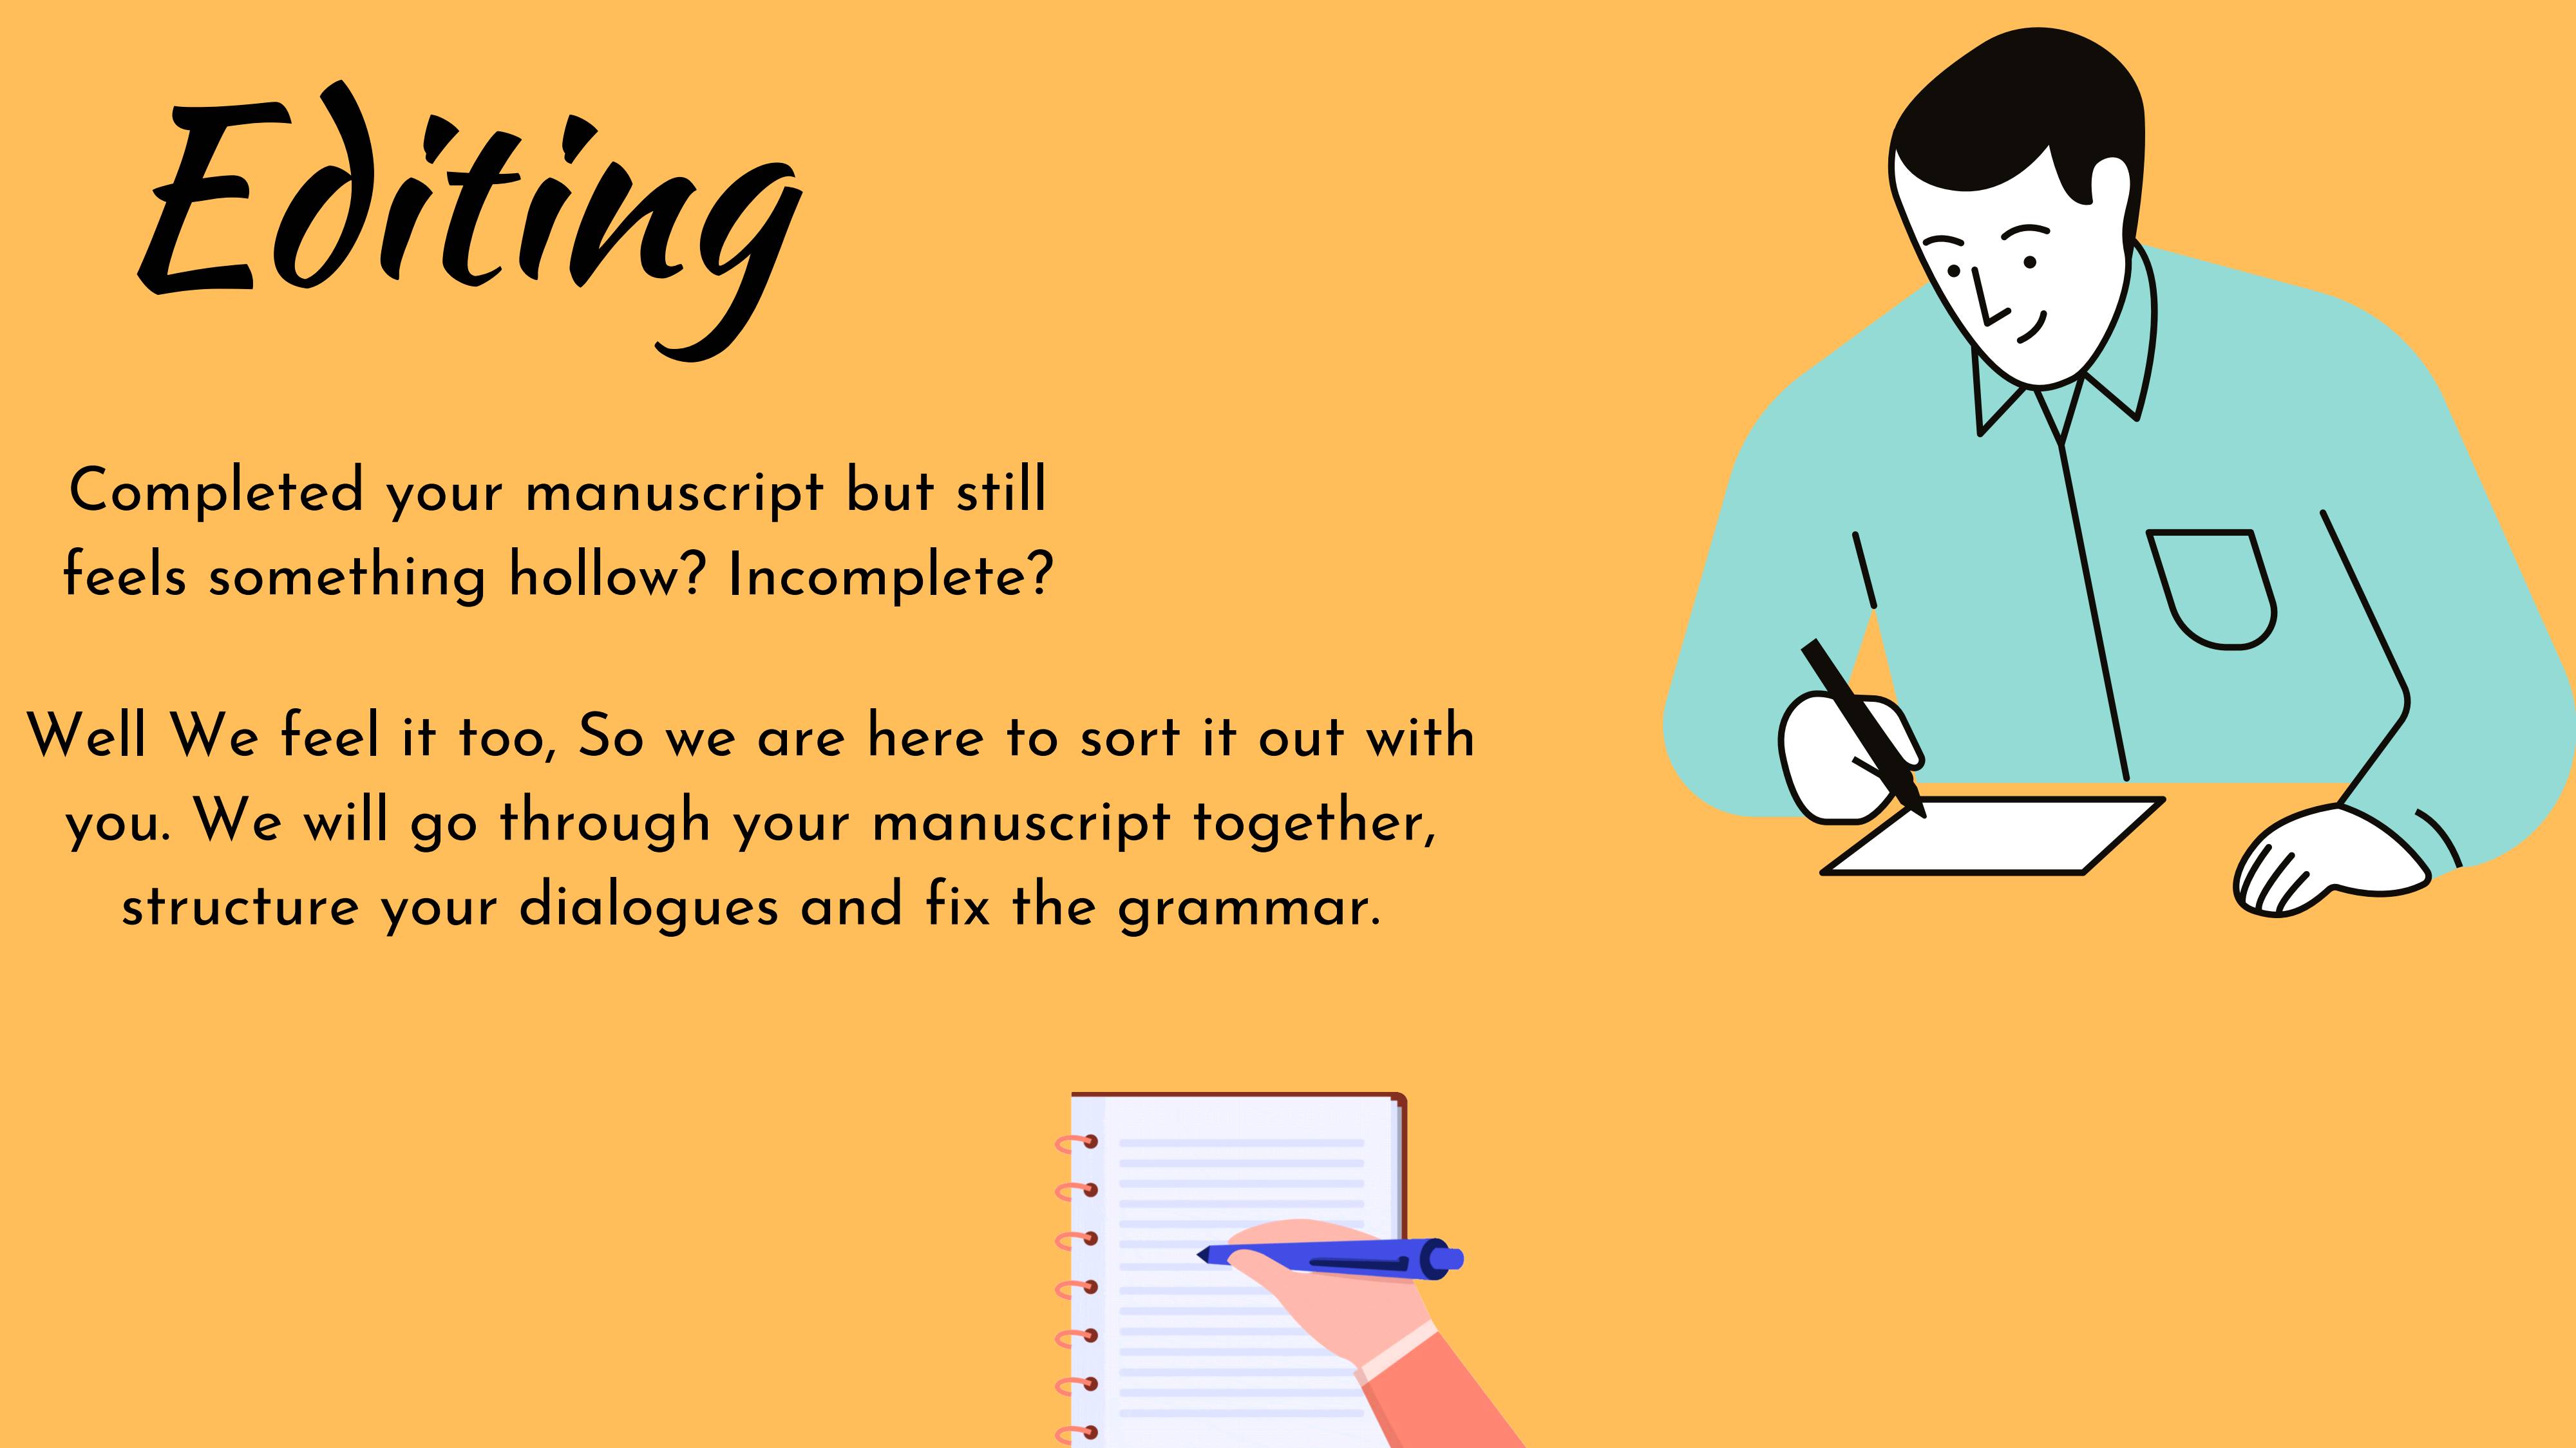 Editing
Completed your manuscript but still
feels something hollow? Incomplete?
Well We feel it too, So we are here to sort it out with
you. We will go through your manuscript together,
structure your dialogues and fix the grammar.